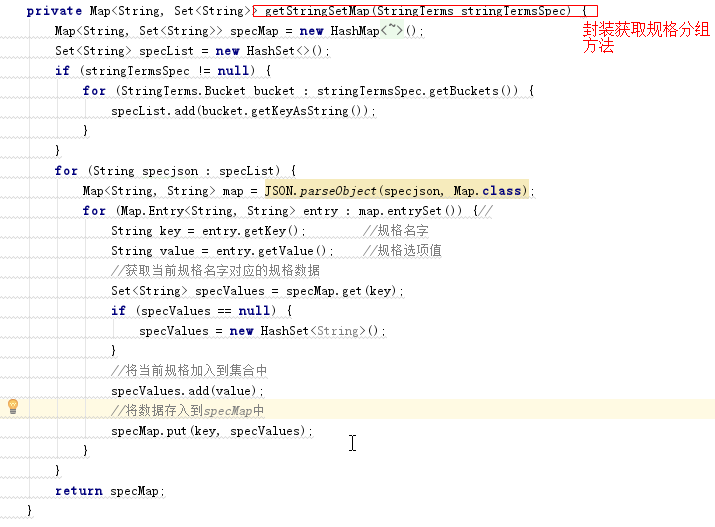 private Map<String, Set<String>> getStringSetMap(StringTerms stringTermsSpec) {
封装获取规格分组
方法
Map<String, Set<String>> specMap = new HashMap<~>();
Set<String> specList = new HashSet<>();
if (stringTermsSpec != null) {
for (StringTerms.Bucket bucket : stringTermsSpec.getBuckets()) {
specList.add(bucket.getKeyAsString());
}
}
for (String specjson : specList) {
Map<String, String> map = JSON.parseObject(specjson, Map.class);
for (Map.Entry<String, String> entry : map.entrySet()) {//
String key = entry.getKey(); //规格名字
String value = entry.getValue(); //规格选项值
//获取当前规格名字对应的规格数据
Set<String> specValues = specMap.get(key);
if (specValues == null) {
specValues = new HashSet<String>();
}
//将当前规格加入到集合中
specValues.add(value);
//将数据存入到specMap中
specMap.put(key, specValues);
}
}
return specMap;
}